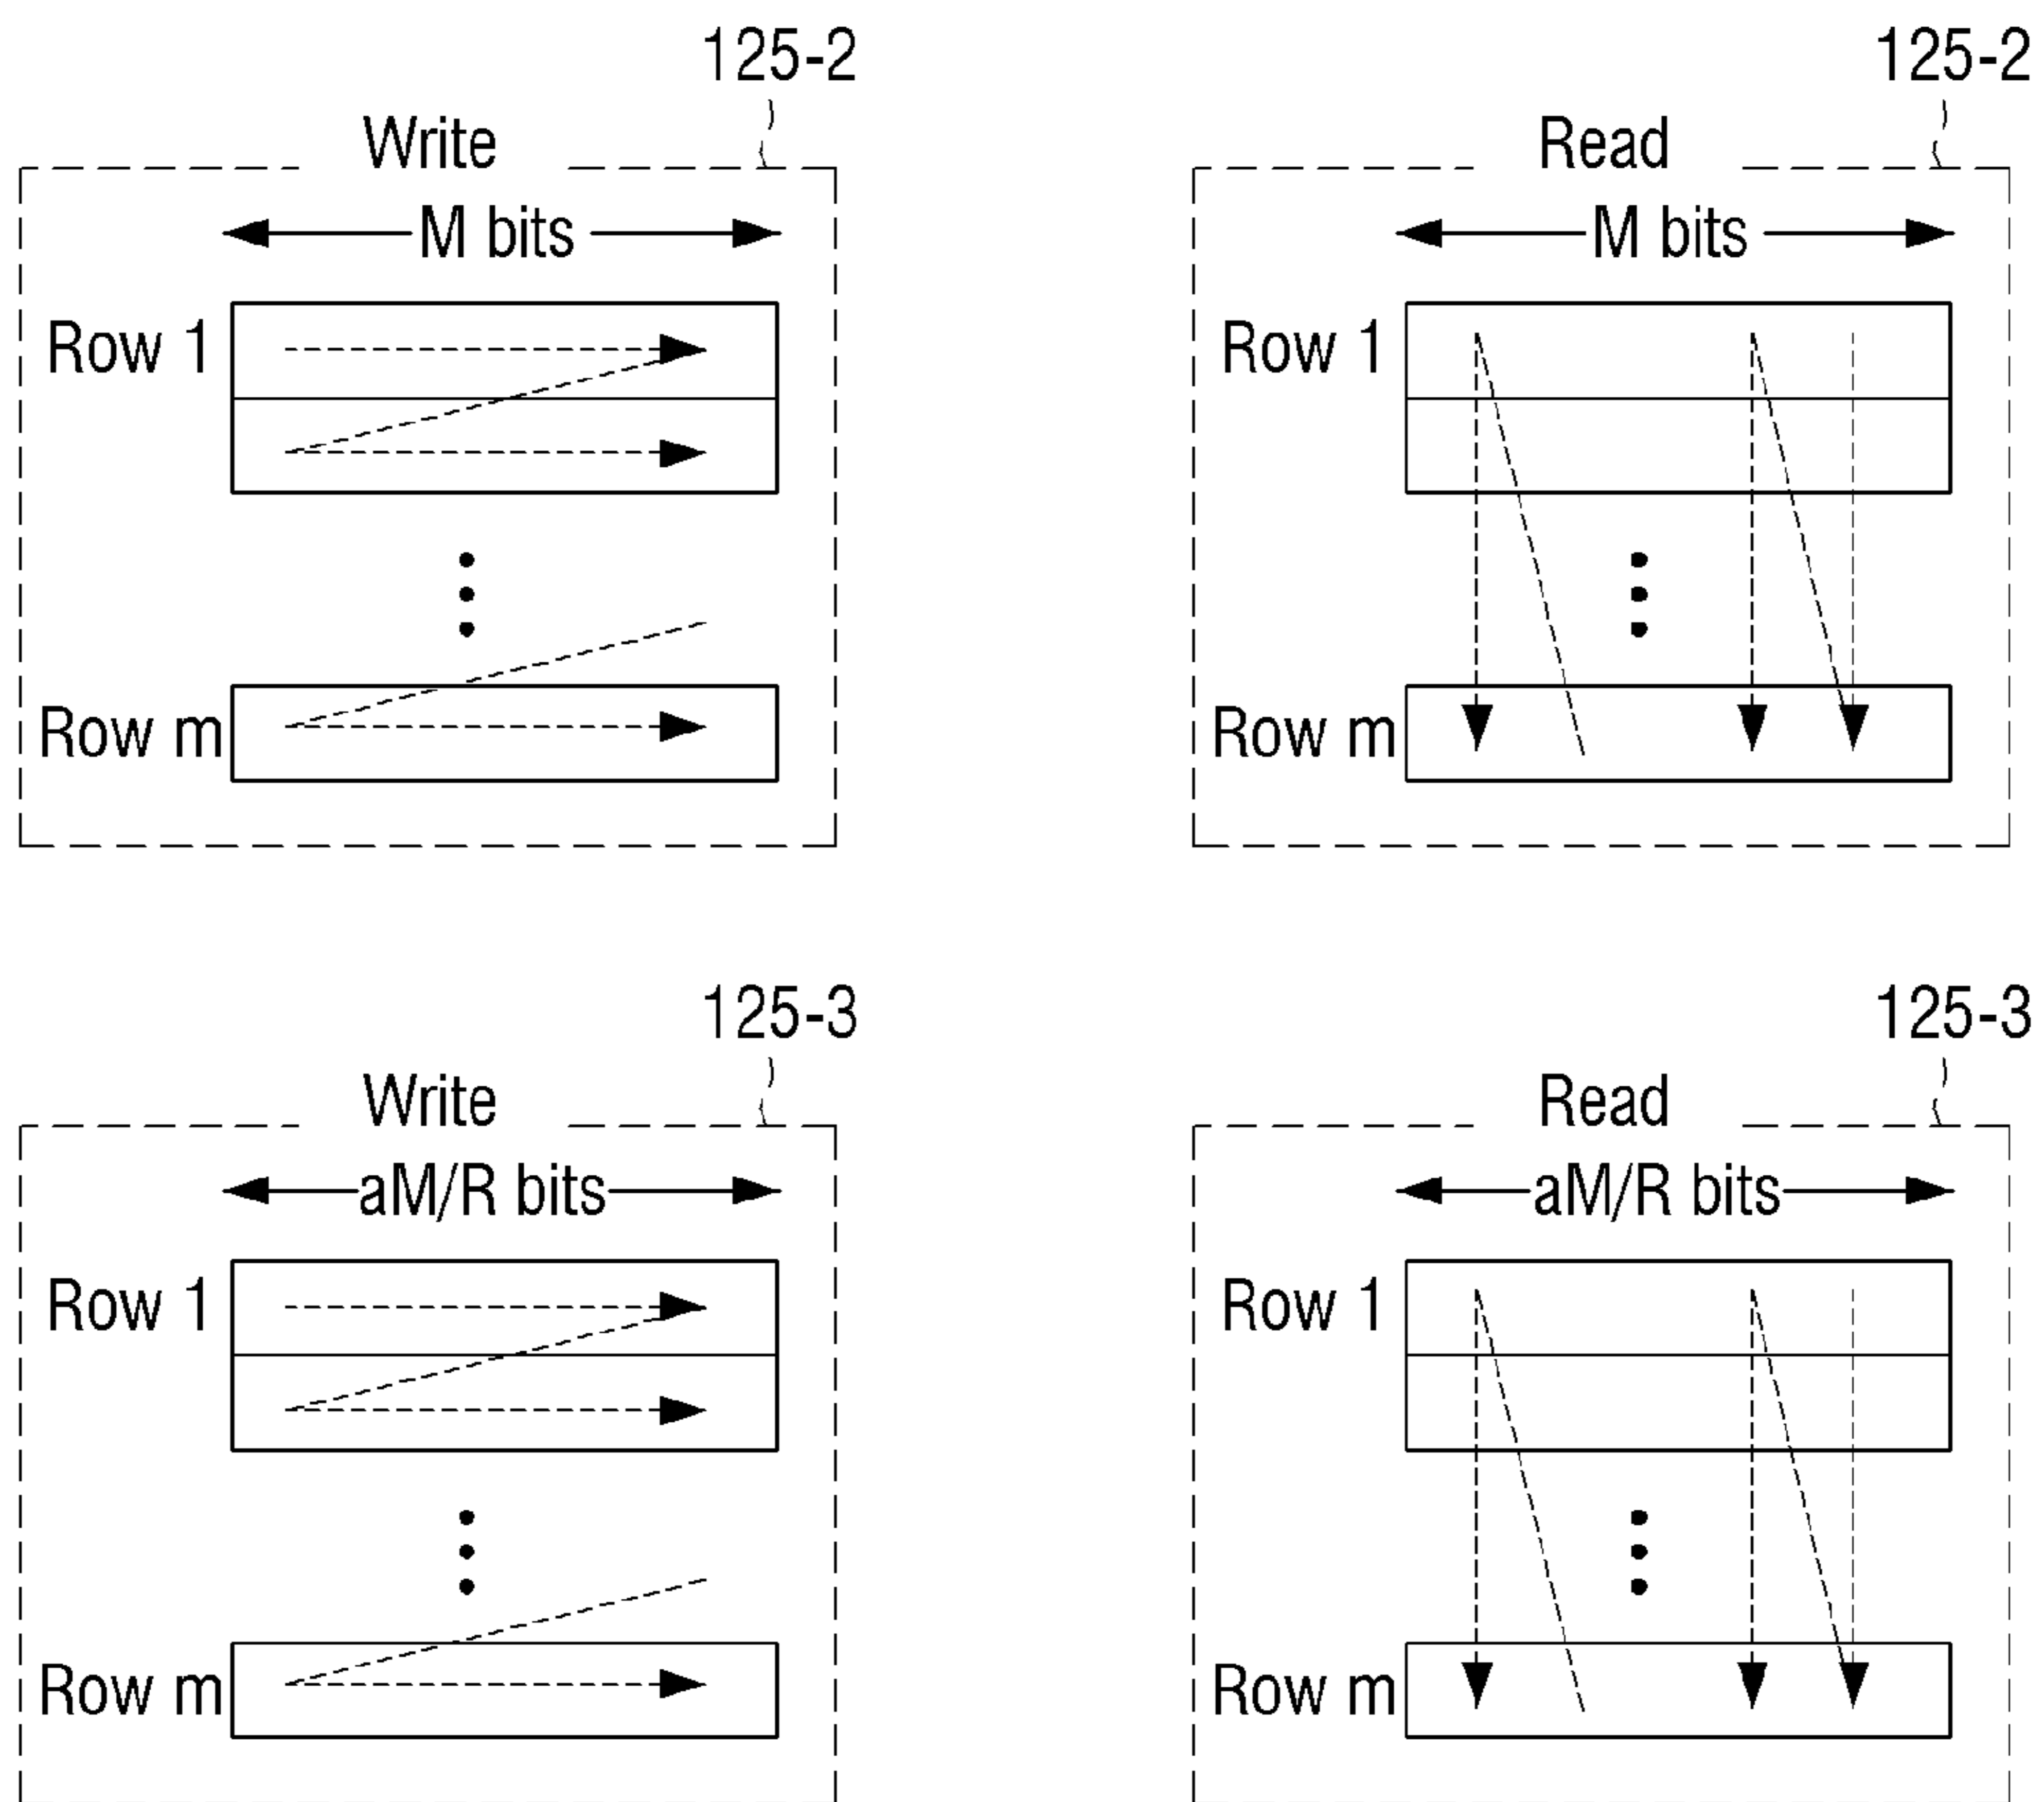 125-2
Write
M bits
Row 1
Row m
125-2
Read
M bits
Row 1
Row m
125-3
Write
aM/R bits
Row 1
Row m
125-3
Read
aM/R bits
Row 1
Row m